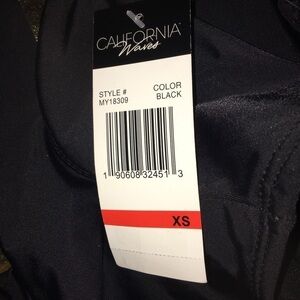 CALIFORNIA
Waves
STYLE # COLOR
MY18309 BLACK
1 90608 32451 3
XS